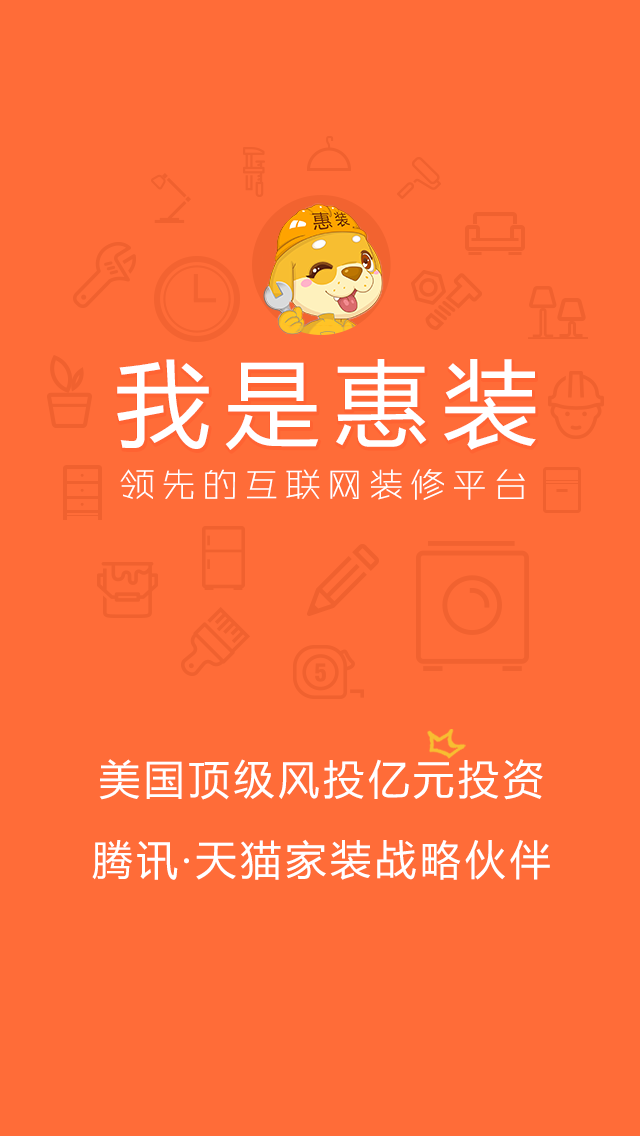 惠装
我是惠装
领先的互联网装修平台
5
美国顶级风投亿元投资
腾讯·天猫家装战略伙伴